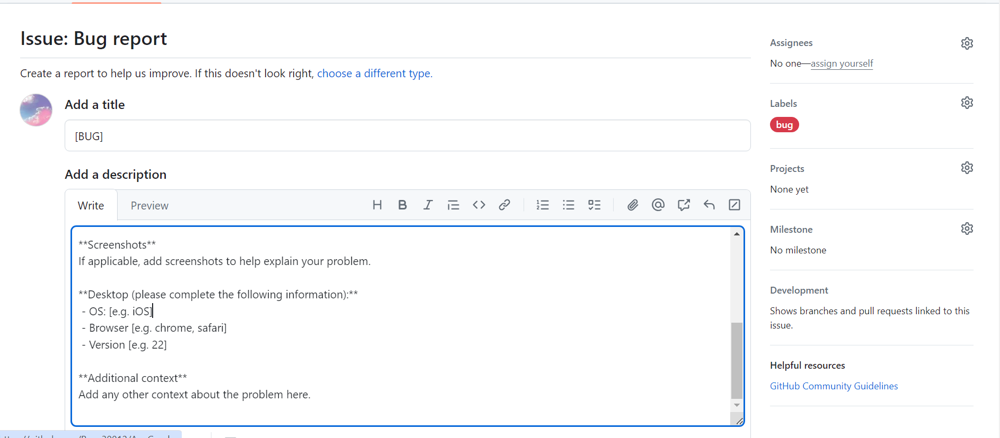 Issue: Bug report
Create a report to help us improve. If this doesn't look right, choose a different type.
Add a title
[BUG]
Add a description
Write
Preview
**Screenshots**
If applicable, add screenshots to help explain your problem.
**Desktop (please complete the following information):**
- OS: [e.g. iOS]
- Browser [e.g. chrome, safari]
- Version [e.g. 22]
**Additional context**
Add any other context about the problem here.
Assignees
No one—assign yourself
Labels
bug
Projects
None yet
Milestone
No milestone
Development
Shows branches and pull requests linked to this
issue.
Helpful resources
GitHub Community Guidelines